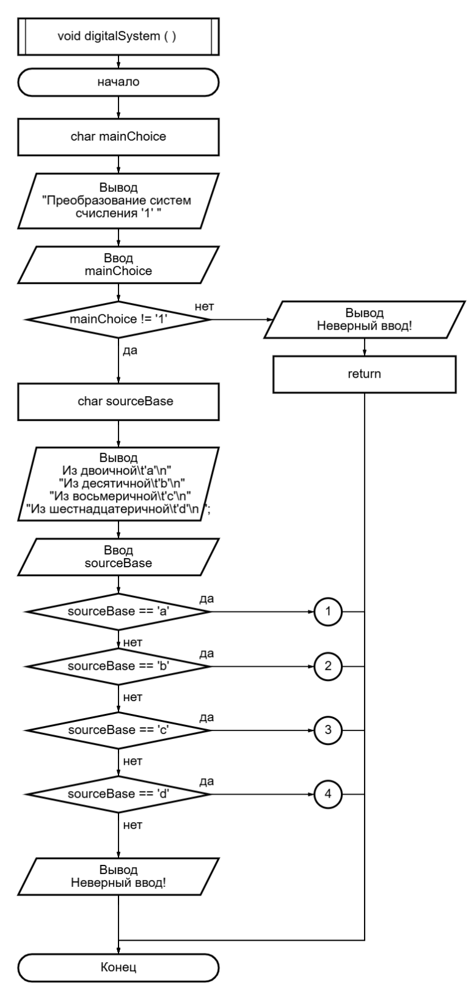 void digitalSystem ( )
начало
char mainChoice
Вывод
"Преобразование систем
счисления '1' "
Ввод
mainChoice
mainChoice != '1'
нет
Вывод
Неверный ввод!
да
return
char sourceBase
Вывод
Из двоичной\t'a'\n"
"Из десятичной\t'b'\n"
"Из восьмеричной\t'c'\n"
"Из шестнадцатеричной\t'd'\n ";
Ввод
sourceBase
sourceBase == 'a'
да
1
нет
sourceBase == 'b'
да
2
нет
sourceBase == 'c'
да
3
нет
sourceBase == 'd'
да
4
нет
Вывод
Неверный ввод!
Конец